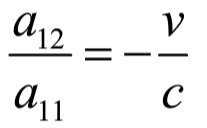 a₁₂/a₁₁ = −v/c